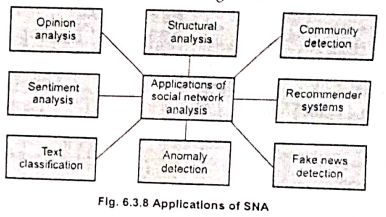 Opinion
analysis
Structural
analysis
Community
detection
Sentiment
analysis
Applications of
social network
analysis
Recommender
systems
Text
classification
Anomaly
detection
Fake news
detection
Fig. 6.3.8 Applications of SNA